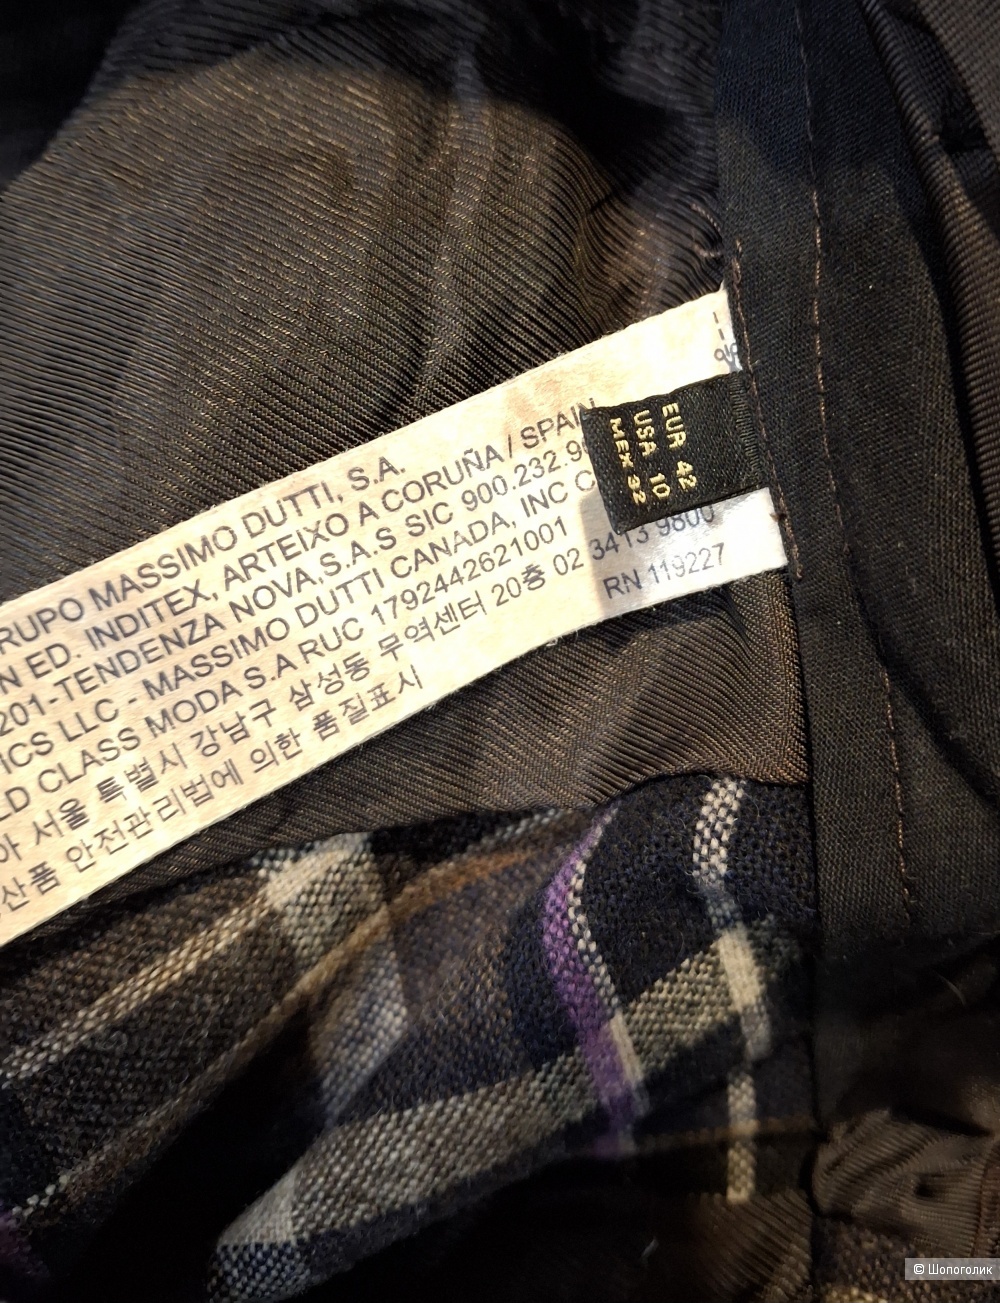 RUPO MASSIMO DUTTI, S.A.
N ED. INDITEX, ARTEIXO A CORUÑA / SPAIN
201-TENDENZA NOVA,S.A.S SIC 900.232.9
ICS LLC - MASSIMO DUTTI CANADA, INC C
LD CLASS MODA S.A RUC 1792442621001
아 서울 특별시 강남구 삼성동 무역센터 20층 02 3413 9800
산품 안전관리법에 의한 품질표시
RN 119227
EUR 42
USA 10
MEX 32
© Шопоголик